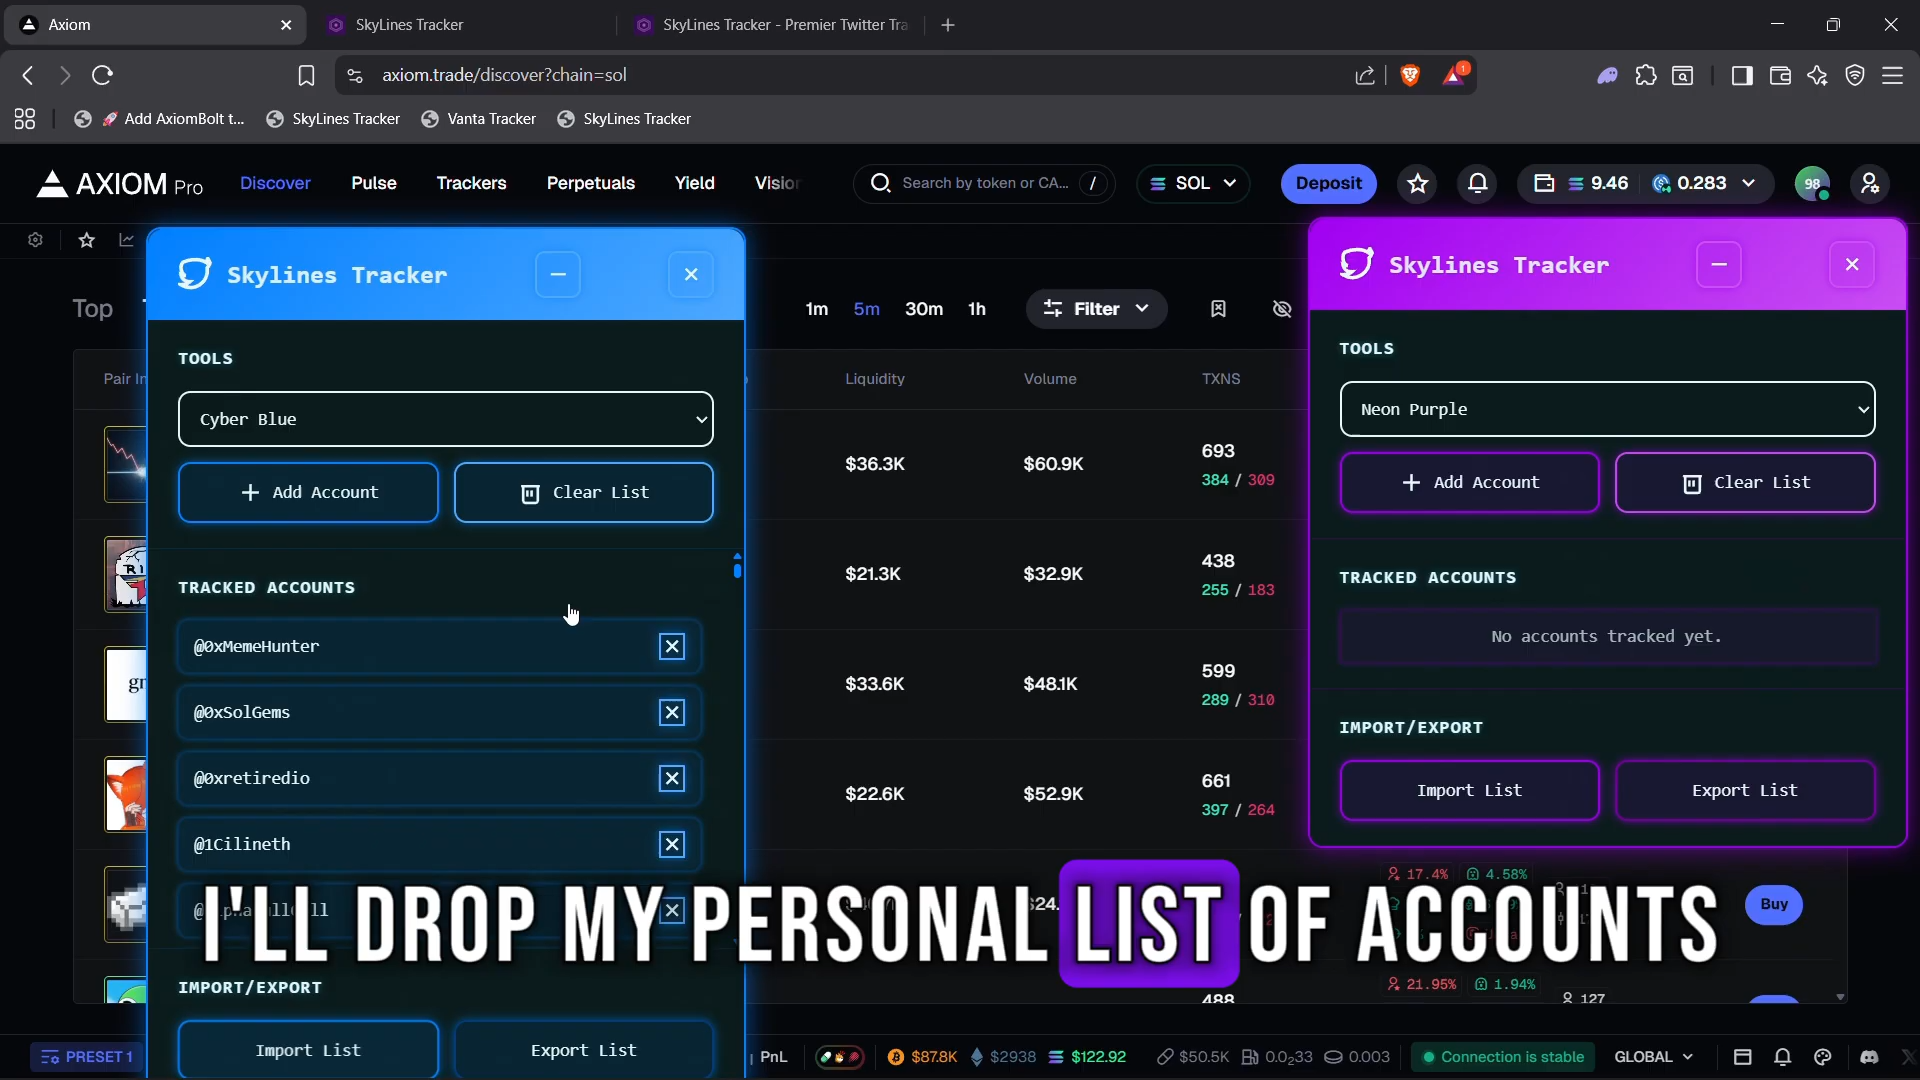 Axiom
SkyLines Tracker
SkyLines Tracker - Premier Twitter Tra
axiom.trade/discover?chain=sol
1
🚀 Add AxiomBolt t...
SkyLines Tracker
Vanta Tracker
SkyLines Tracker
AXIOM Pro
Discover
Pulse
Trackers
Perpetuals
Yield
Vision
Search by token or CA...
/
SOL
Deposit
9.46
0.283
98
Top
1m
5m
30m
1h
Filter
Pair In
Liquidity
Volume
TXNS
$36.3K
$60.9K
693
384 / 309
$21.3K
$32.9K
438
255 / 183
$33.6K
$48.1K
599
289 / 310
$22.6K
$52.9K
661
397 / 264
17.4%
4.58%
Buy
21.95%
1.94%
488
127
Skylines Tracker
TOOLS
Cyber Blue
+ Add Account
Clear List
TRACKED ACCOUNTS
@0xMemeHunter
@0xSolGems
@0xretiredio
@1Cilineth
IMPORT/EXPORT
Import List
Export List
Skylines Tracker
TOOLS
Neon Purple
+ Add Account
Clear List
TRACKED ACCOUNTS
No accounts tracked yet.
IMPORT/EXPORT
Import List
Export List
I'LL DROP MY PERSONAL LIST OF ACCOUNTS
PRESET 1
PnL
$87.8K
$2938
$122.92
$50.5K
0.0₂33
0.003
Connection is stable
GLOBAL